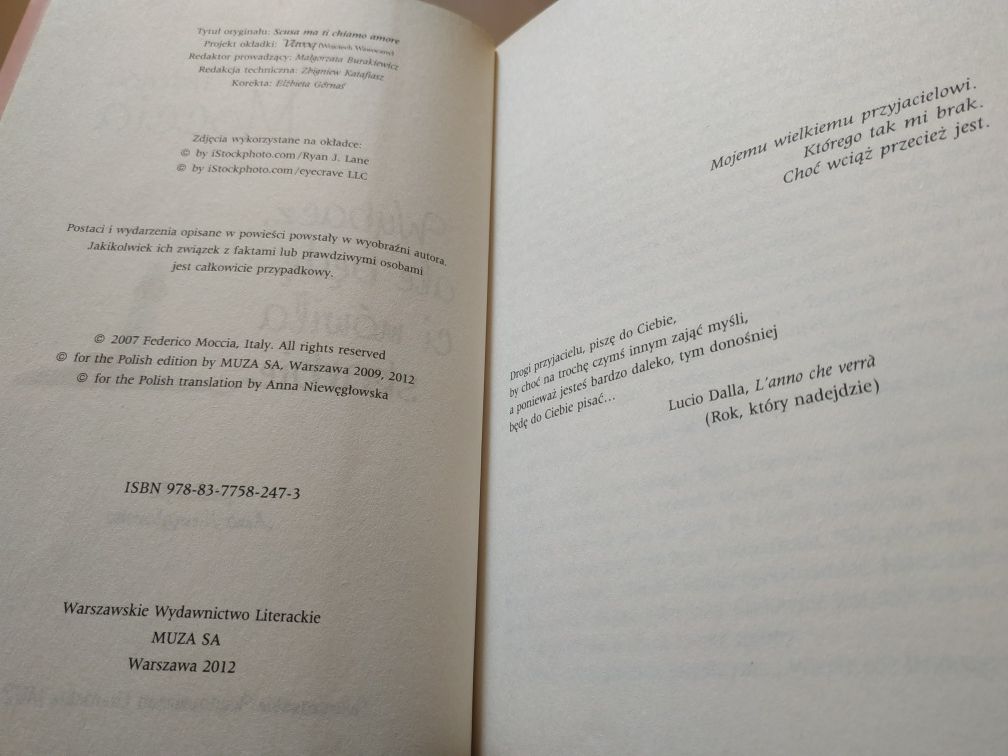 Tytuł oryginału: Scusa ma ti chiamo amore
Projekt okładki: (Wojciech Wawoczny)
Redaktor prowadzący: Małgorzata Burakiewicz
Redakcja techniczna: Zbigniew Katafiasz
Korekta: Elżbieta Górnaś
Zdjęcia wykorzystane na okładce:
© by iStockphoto.com/Ryan J. Lane
© by iStockphoto.com/eyecrave LLC
Postaci i wydarzenia opisane w powieści powstały w wyobraźni autora.
Jakikolwiek ich związek z faktami lub prawdziwymi osobami
jest całkowicie przypadkowy.
© 2007 Federico Moccia, Italy. All rights reserved
© for the Polish edition by MUZA SA, Warszawa 2009, 2012
© for the Polish translation by Anna Niewęgłowska
ISBN 978-83-7758-247-3
Warszawskie Wydawnictwo Literackie
MUZA SA
Warszawa 2012
Mojemu wielkiemu przyjacielowi.
Którego tak mi brak.
Choć wciąż przecież jest.
Drogi przyjacielu, piszę do Ciebie,
by choć na trochę czymś innym zająć myśli,
a ponieważ jesteś bardzo daleko, tym donośniej
będę do Ciebie pisać...
Lucio Dalla, L'anno che verrà
(Rok, który nadejdzie)